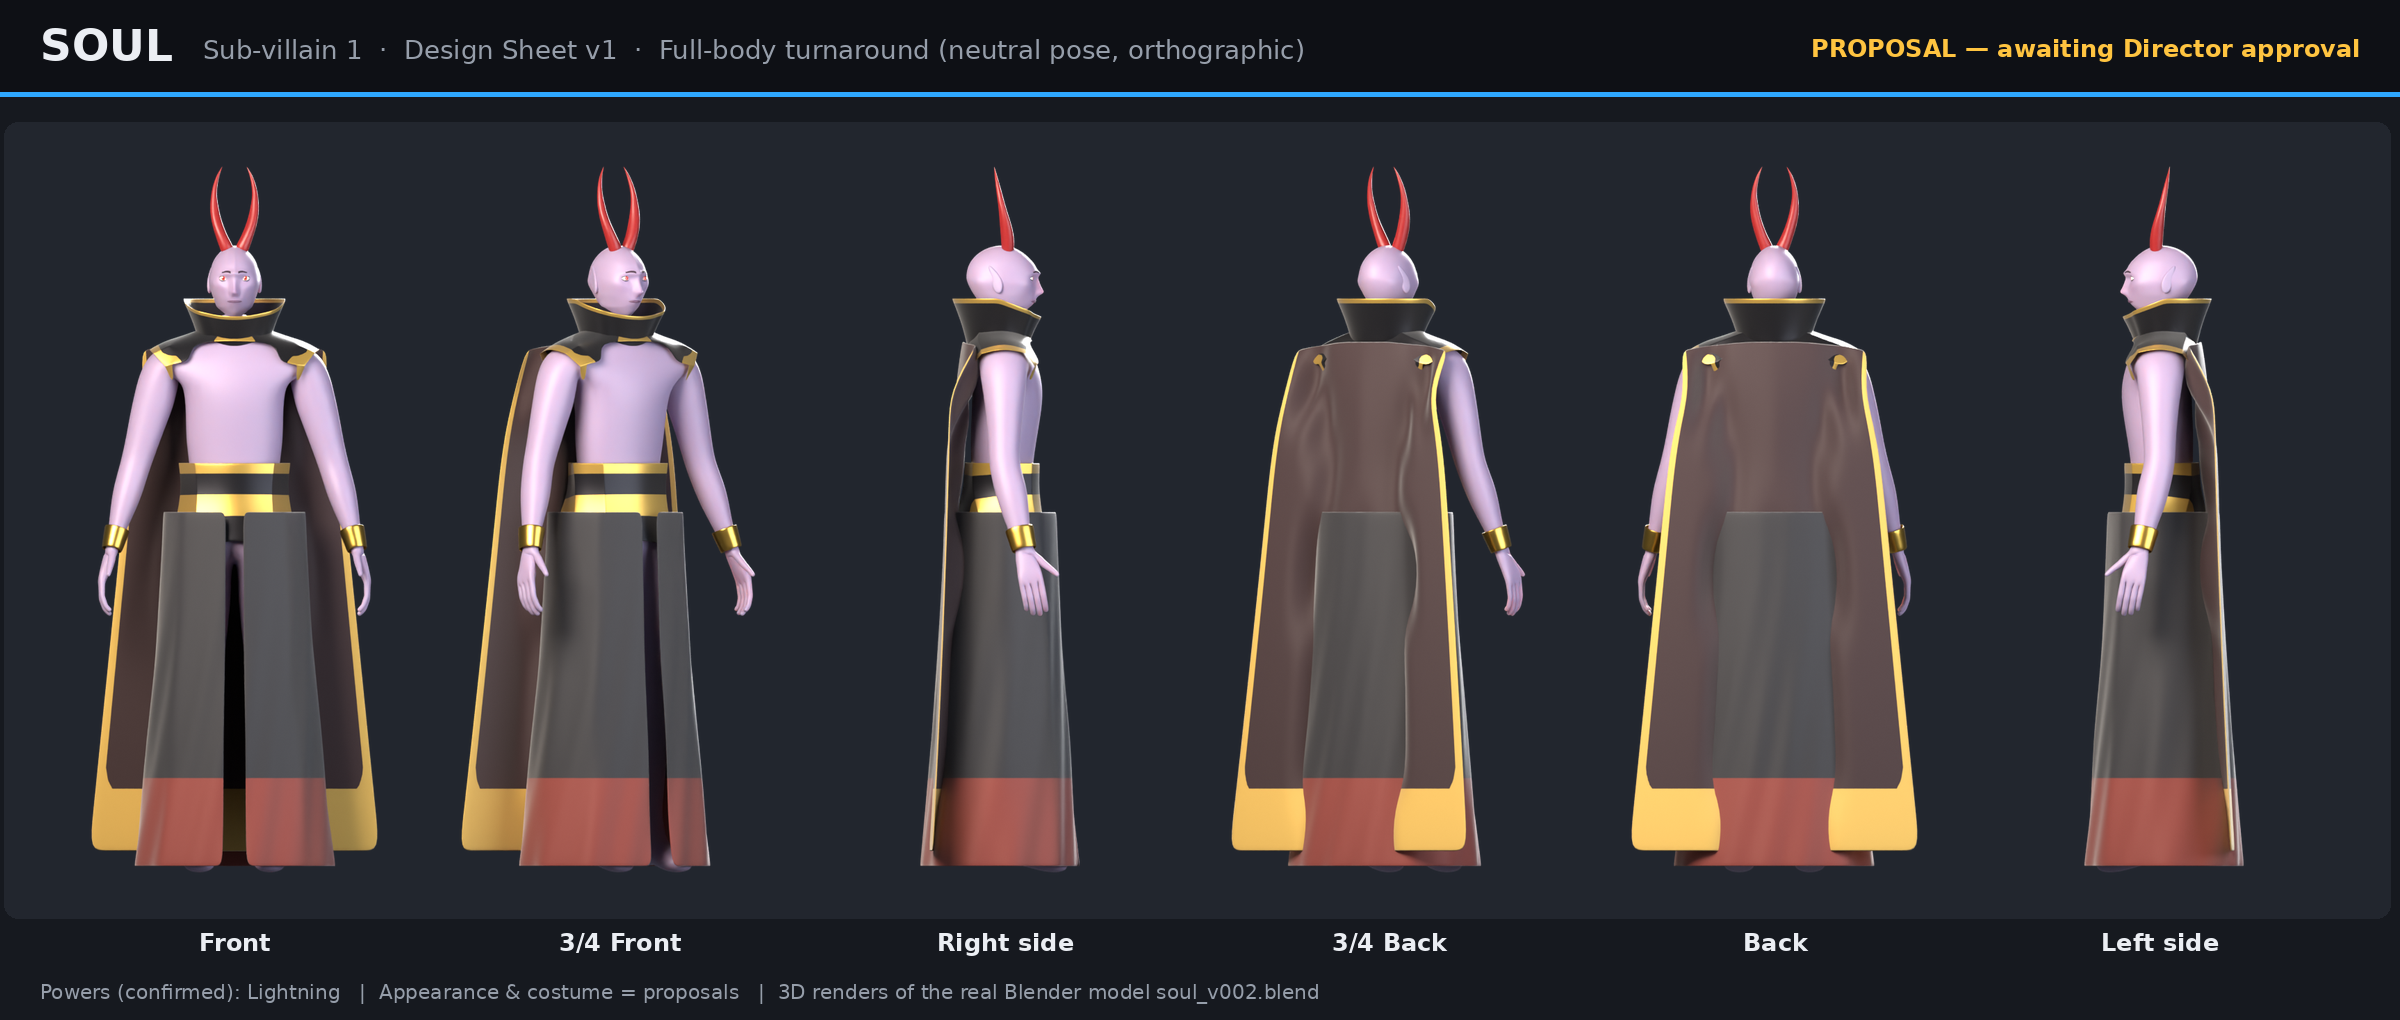 SOUL Sub-villain 1 · Design Sheet v1 · Full-body turnaround (neutral pose, orthographic) PROPOSAL — awaiting Director approval
Front 3/4 Front Right side 3/4 Back Back Left side
Powers (confirmed): Lightning | Appearance & costume = proposals | 3D renders of the real Blender model soul_v002.blend